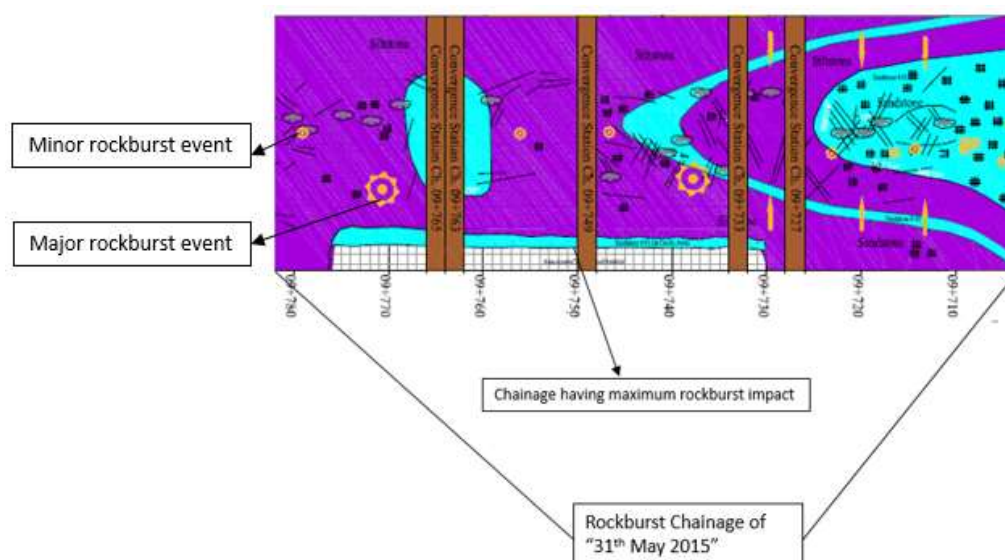 Siltstone
Siltstone
Siltstone
Sandstone
Sandstone
Convergence Station Ch. 09+765
Convergence Station Ch. 09+763
Convergence Station Ch. 09+749
Convergence Station Ch. 09+733
Convergence Station Ch. 09+727
Minor rockburst event
Major rockburst event
09+780
09+770
09+760
09+750
09+740
09+730
09+720
09+710
Chainage having maximum rockburst impact
Rockburst Chainage of
“31th May 2015”